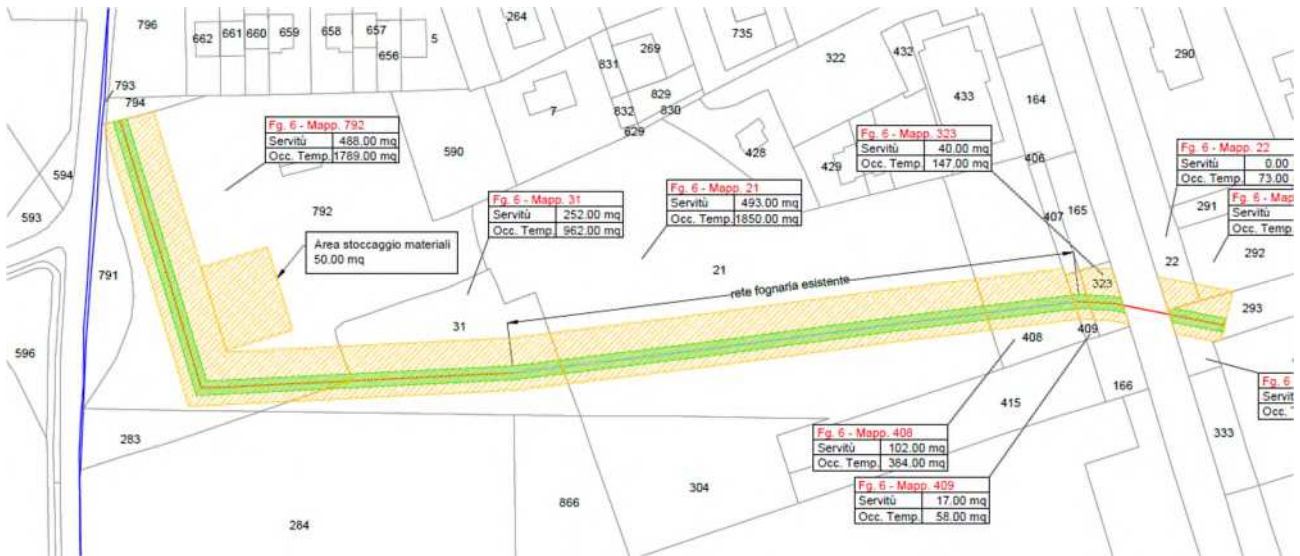 796
662
661
660
659
658
657
656
5
264
735
322
432
290
831
269
7
832
829
830
629
433
164
793
794
594
593
590
428
429
406
407
165
Fg. 6 - Mapp. 792
Servitù 488.00 mq
Occ. Temp. 1789.00 mq
Fg. 6 - Mapp. 323
Servitù 40.00 mq
Occ. Temp. 147.00 mq
Fg. 6 - Mapp. 22
Servitù 0.00
Occ. Temp. 73.00
Fg. 6 - Mapp. 31
Servitù 252.00 mq
Occ. Temp. 962.00 mq
Fg. 6 - Mapp. 21
Servitù 493.00 mq
Occ. Temp. 1850.00 mq
Fg. 6 - Map
Servitù
Occ. Temp
291
792
Area stoccaggio materiali
50.00 mq
791
21
rete fognaria esistente
323
22
292
293
31
408
409
596
415
166
Fg. 6
Servit
Occ.
283
333
Fg. 6 - Mapp. 408
Servitù 102.00 mq
Occ. Temp. 384.00 mq
Fg. 6 - Mapp. 409
Servitù 17.00 mq
Occ. Temp. 58.00 mq
304
866
284